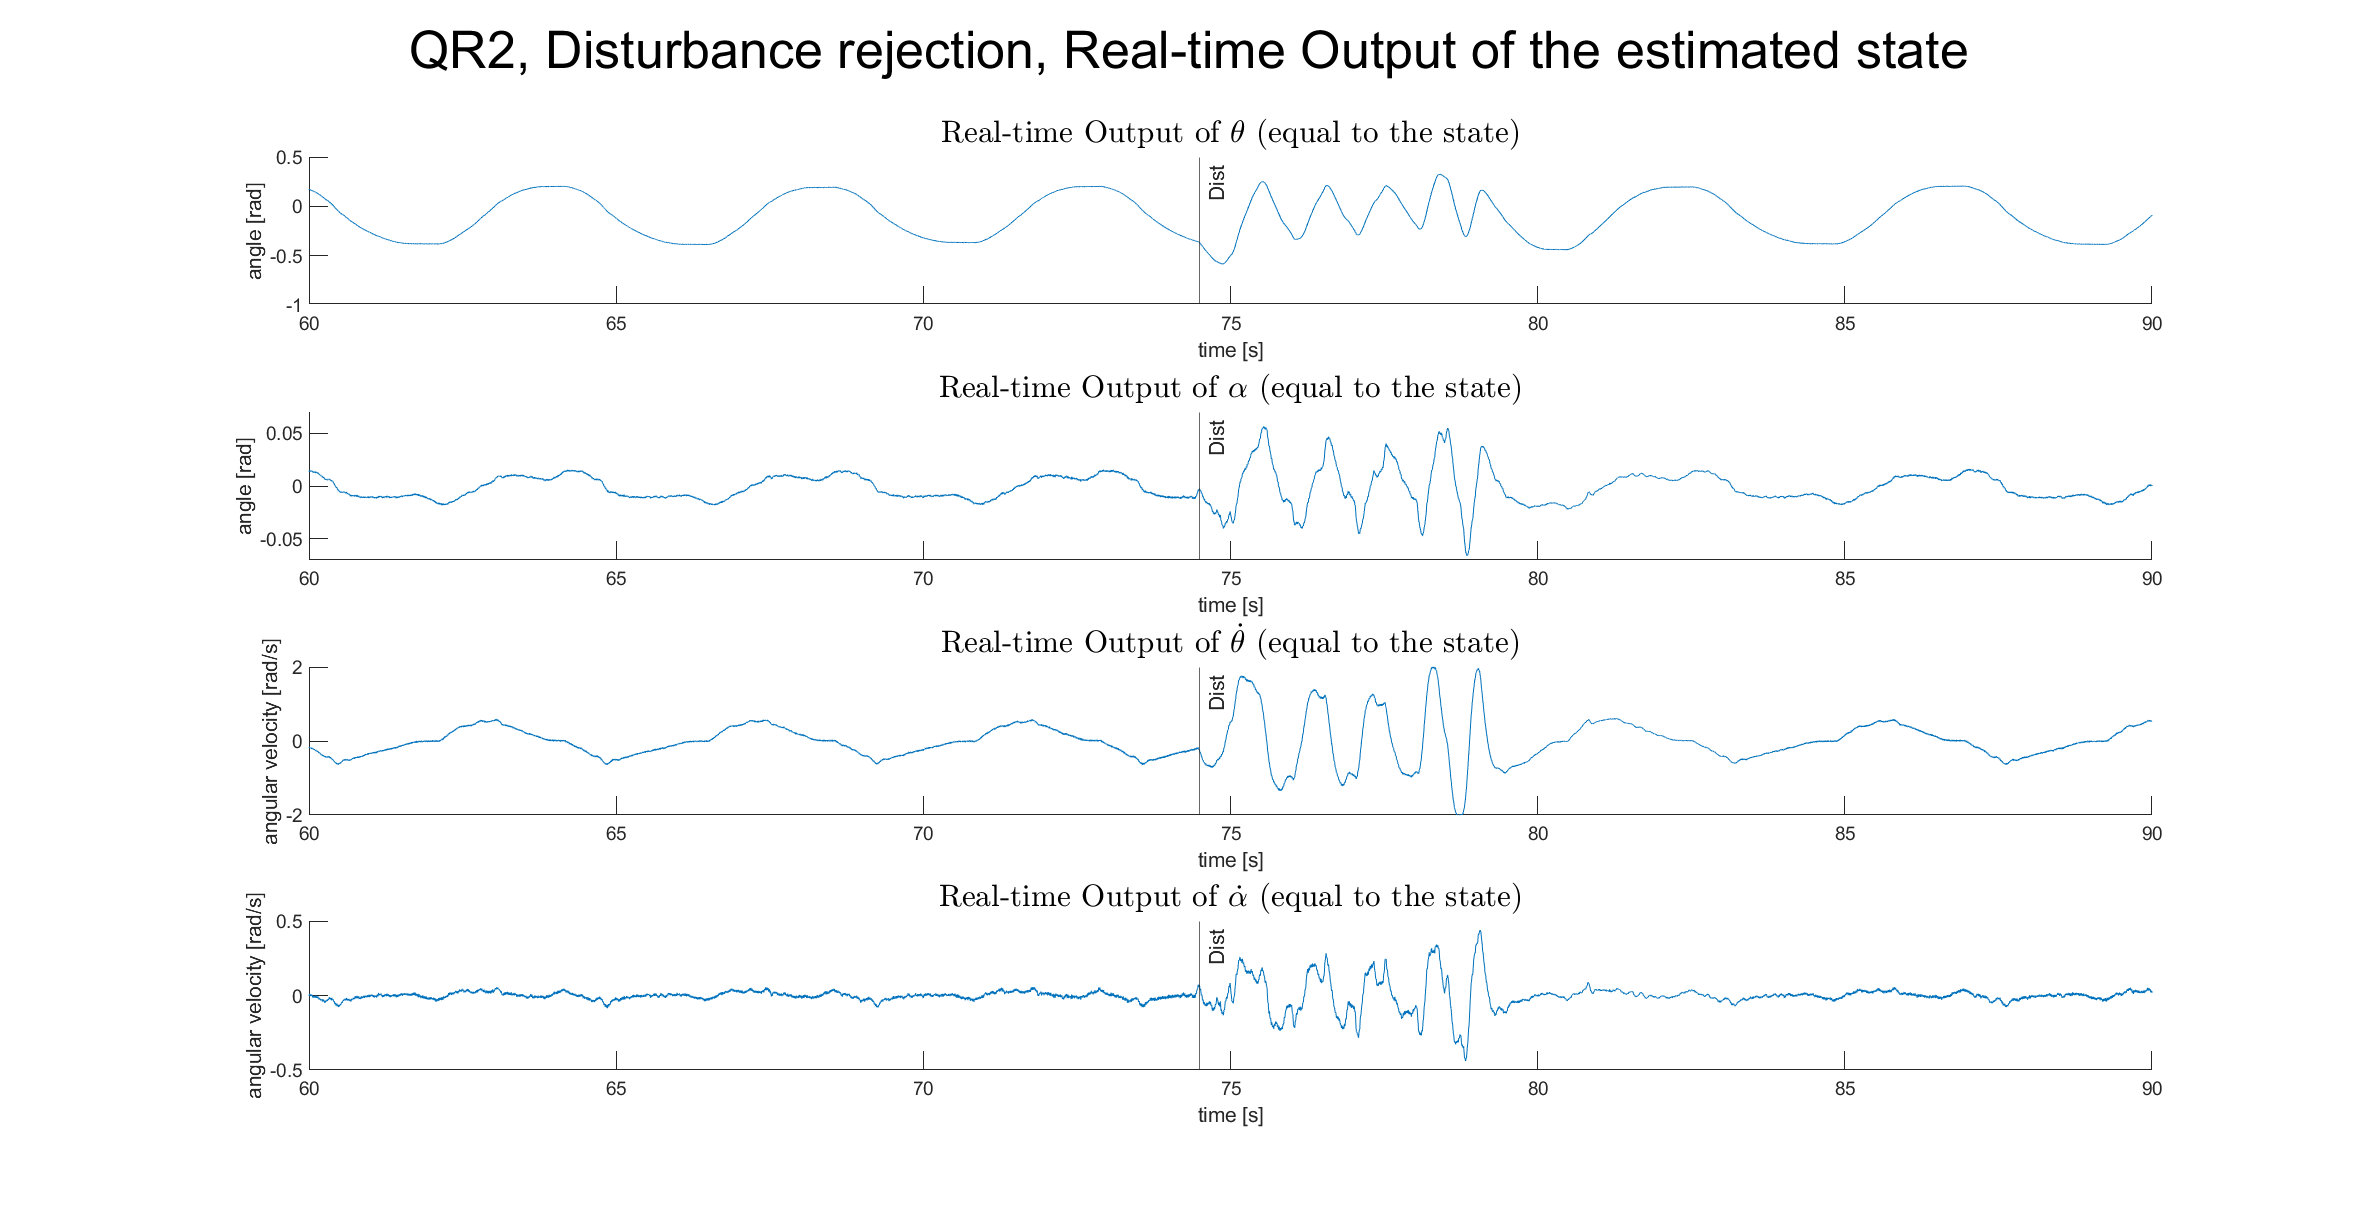 QR2, Disturbance rejection, Real-time Output of the estimated state
Real-time Output of θ (equal to the state)
angle [rad]
0.5
0
-0.5
-1
Dist
60 65 70 75 80 85 90
time [s]
Real-time Output of α (equal to the state)
angle [rad]
0.05
0
-0.05
Dist
60 65 70 75 80 85 90
time [s]
Real-time Output of θ̇ (equal to the state)
angular velocity [rad/s]
2
0
-2
Dist
60 65 70 75 80 85 90
time [s]
Real-time Output of α̇ (equal to the state)
angular velocity [rad/s]
0.5
0
-0.5
Dist
60 65 70 75 80 85 90
time [s]